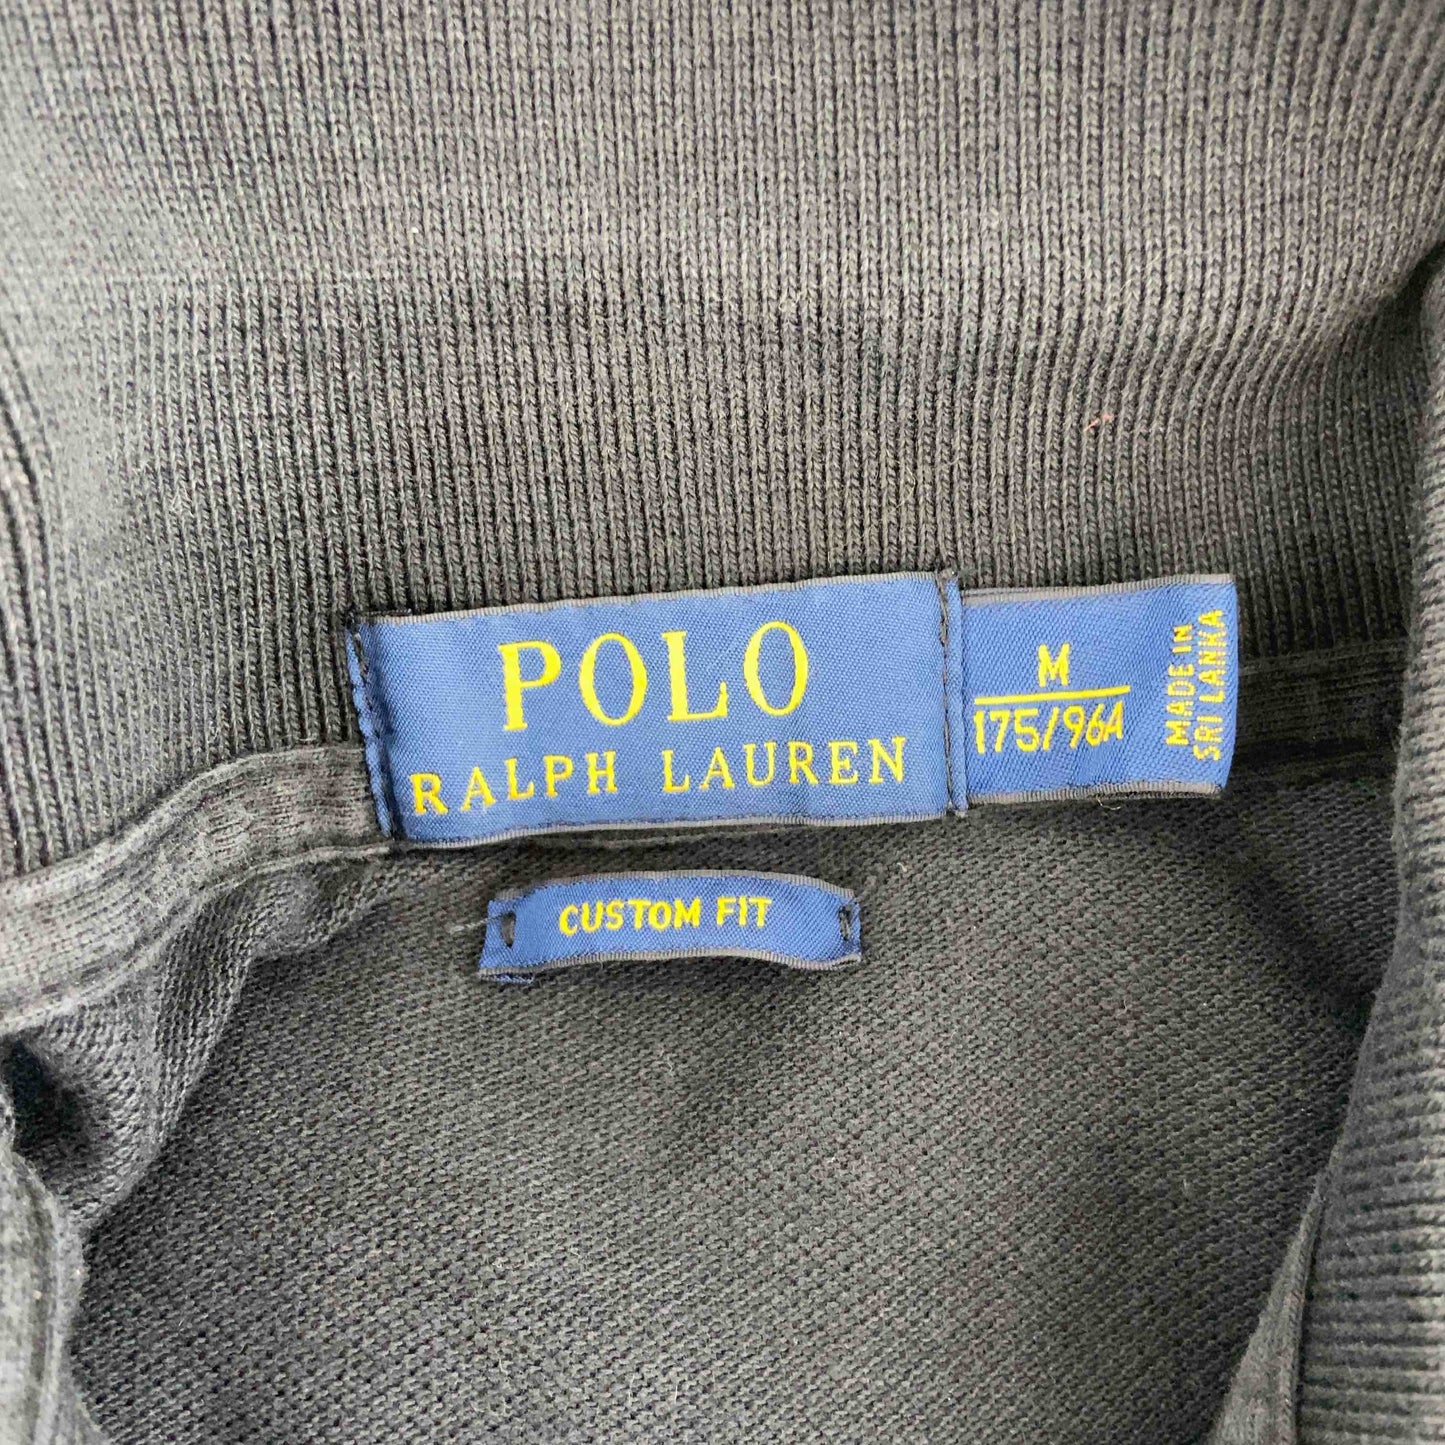 POLO
RALPH LAUREN
M
175/96A
MADE IN
SRI LANKA
CUSTOM FIT